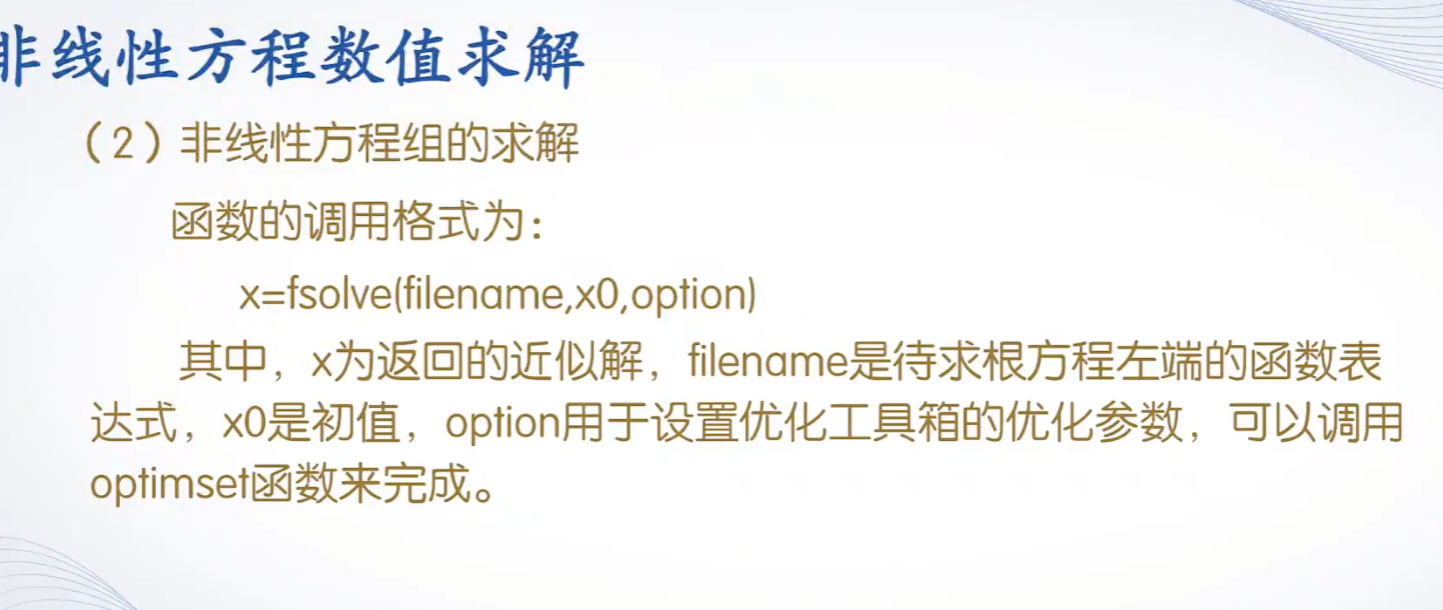 非线性方程数值求解
（2）非线性方程组的求解
函数的调用格式为：
x=fsolve(filename,x0,option)
其中，x为返回的近似解，filename是待求根方程左端的函数表
达式，x0是初值，option用于设置优化工具箱的优化参数，可以调用
optimset函数来完成。